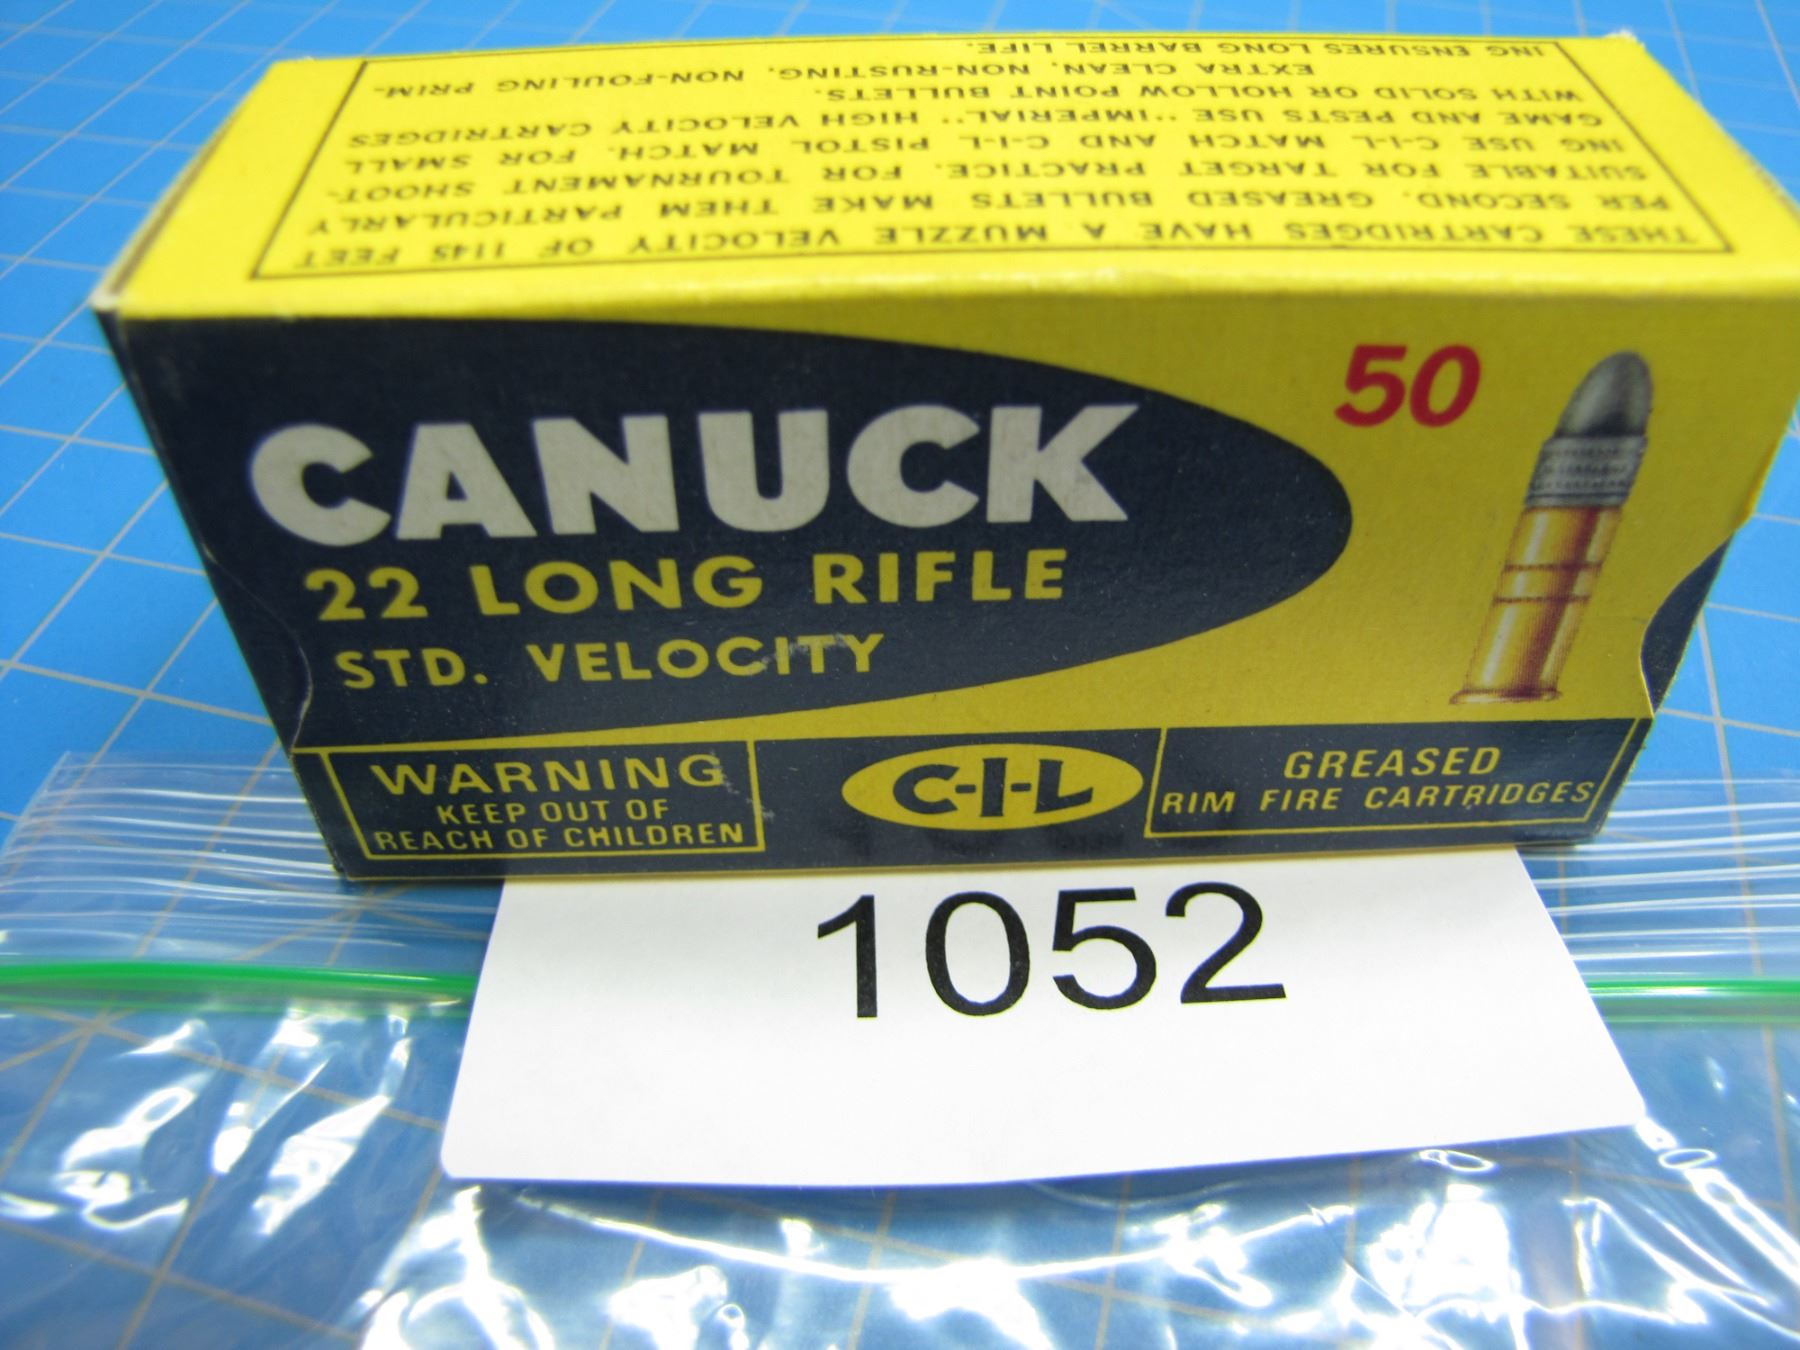 THESE CARTRIDGES HAVE A MUZZLE VELOCITY OF 1145 FEET
PER SECOND. GREASED BULLETS MAKE THEM PARTICULARLY
SUITABLE FOR TARGET PRACTICE. FOR TOURNAMENT SHOOT-
ING USE C-I-L MATCH AND C-I-L PISTOL MATCH. FOR SMALL
GAME AND PESTS USE "IMPERIAL" HIGH VELOCITY CARTRIDGES
WITH SOLID OR HOLLOW POINT BULLETS.
EXTRA CLEAN, NON-RUSTING, NON-FOULING PRIM-
ING ENSURES LONG BARREL LIFE.
CANUCK
22 LONG RIFLE
STD. VELOCITY
50
WARNING
KEEP OUT OF
REACH OF CHILDREN
C-I-L
GREASED
RIM FIRE CARTRIDGES
1052